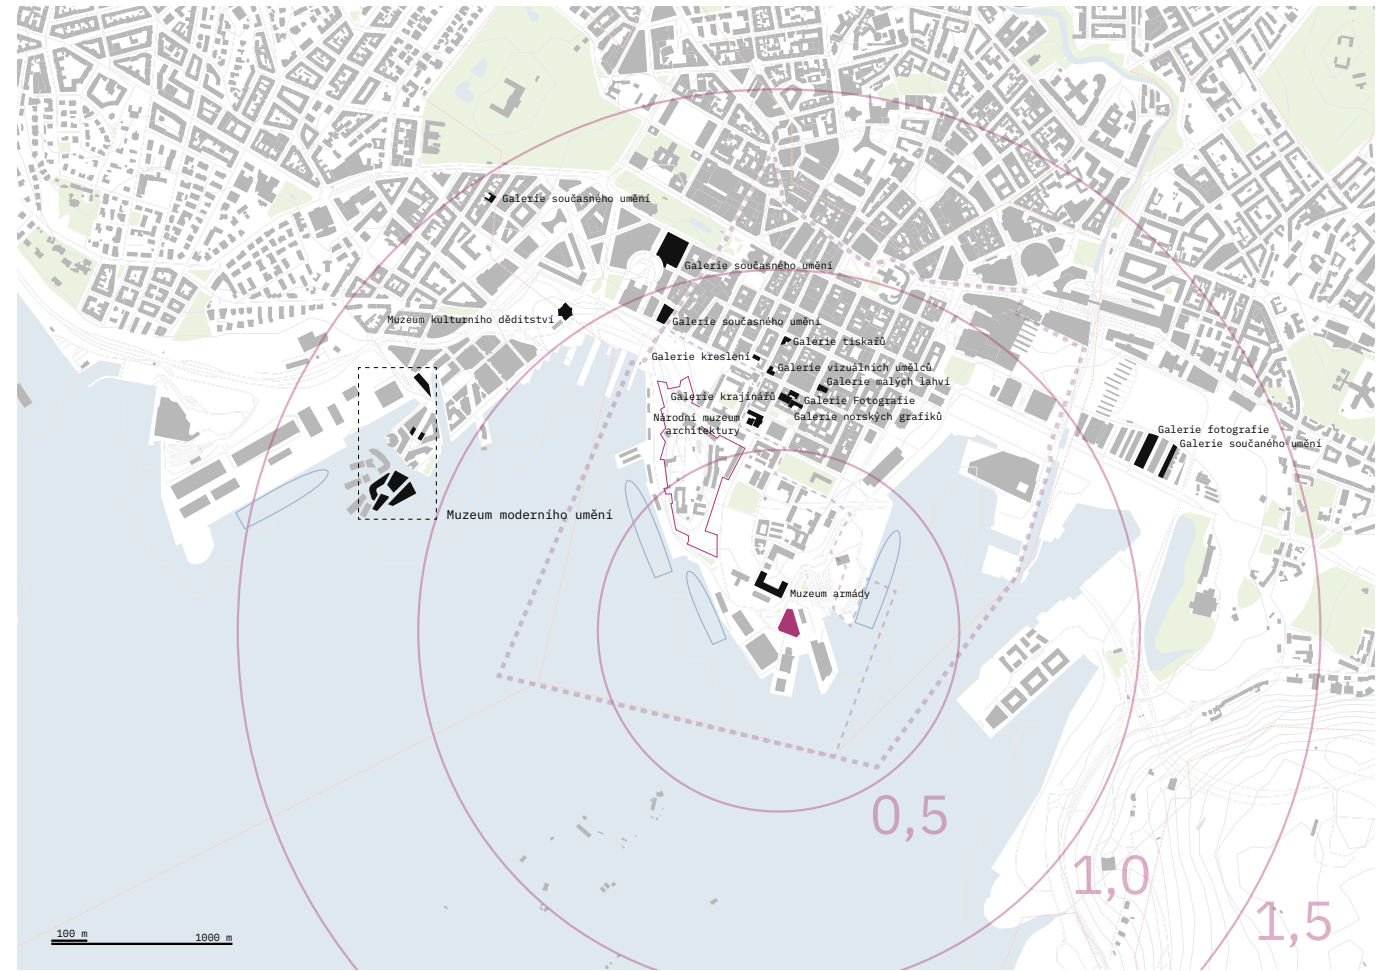 Galerie současného umění
Galerie současného umění
Muzeum kulturního děditství
Galerie současného umění
Galerie tiskařů
Galerie kreslení
Galerie vizuálních umělců
Galerie malých lahví
Galerie krajinářů
Galerie Fotografie
Národní muzeum
architektury
Galerie norských grafiků
Galerie fotografie
Galerie součaného umění
Muzeum moderního umění
Muzeum armády
0,5
1,0
1,5
100 m
1000 m